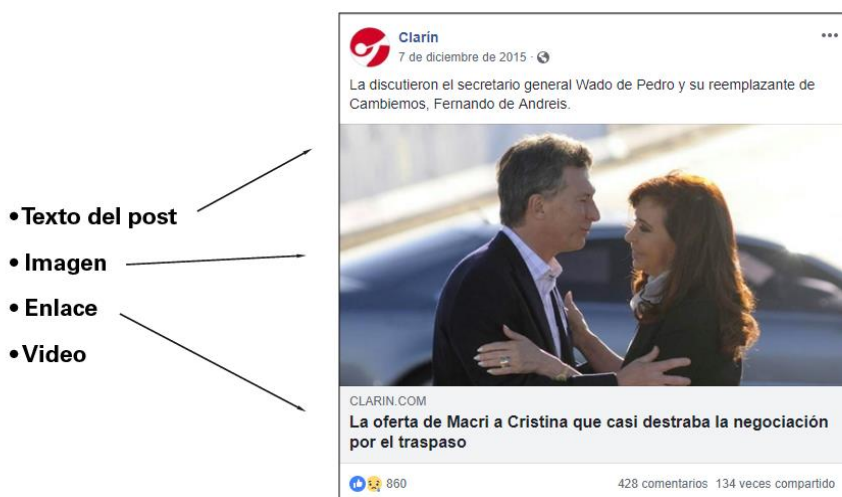 Clarín
7 de diciembre de 2015 ·
La discutieron el secretario general Wado de Pedro y su reemplazante de
Cambiemos, Fernando de Andreis.
• Texto del post
• Imagen
• Enlace
• Video
CLARIN.COM
La oferta de Macri a Cristina que casi destraba la negociación
por el traspaso
860
428 comentarios 134 veces compartido